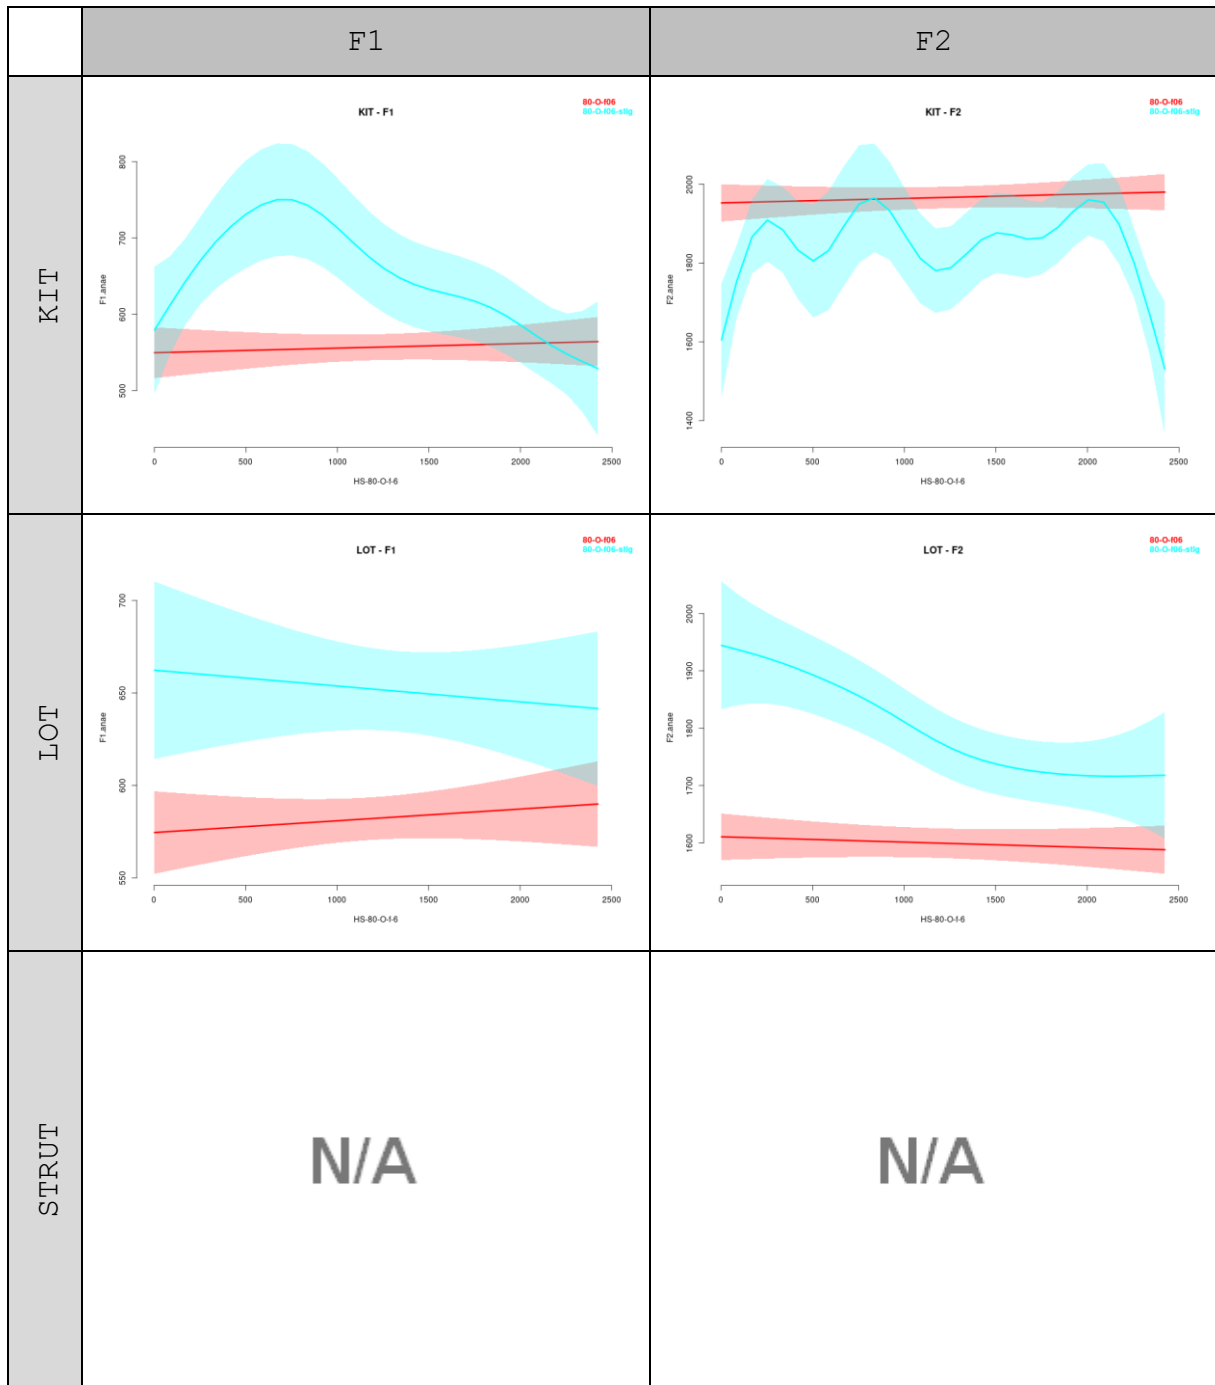 F1
F2
KIT
KIT - F1
80-O-f06
80-O-f06-stig
F1.anae
500
600
700
800
0
500
1000
1500
2000
2500
HS-80-O-f-6
KIT - F2
80-O-f06
80-O-f06-stig
F2.anae
1400
1600
1800
2000
0
500
1000
1500
2000
2500
HS-80-O-f-6
LOT
LOT - F1
80-O-f06
80-O-f06-stig
F1.anae
550
600
650
700
0
500
1000
1500
2000
2500
HS-80-O-f-6
LOT - F2
80-O-f06
80-O-f06-stig
F2.anae
1600
1700
1800
1900
2000
0
500
1000
1500
2000
2500
HS-80-O-f-6
STRUT
N/A
N/A